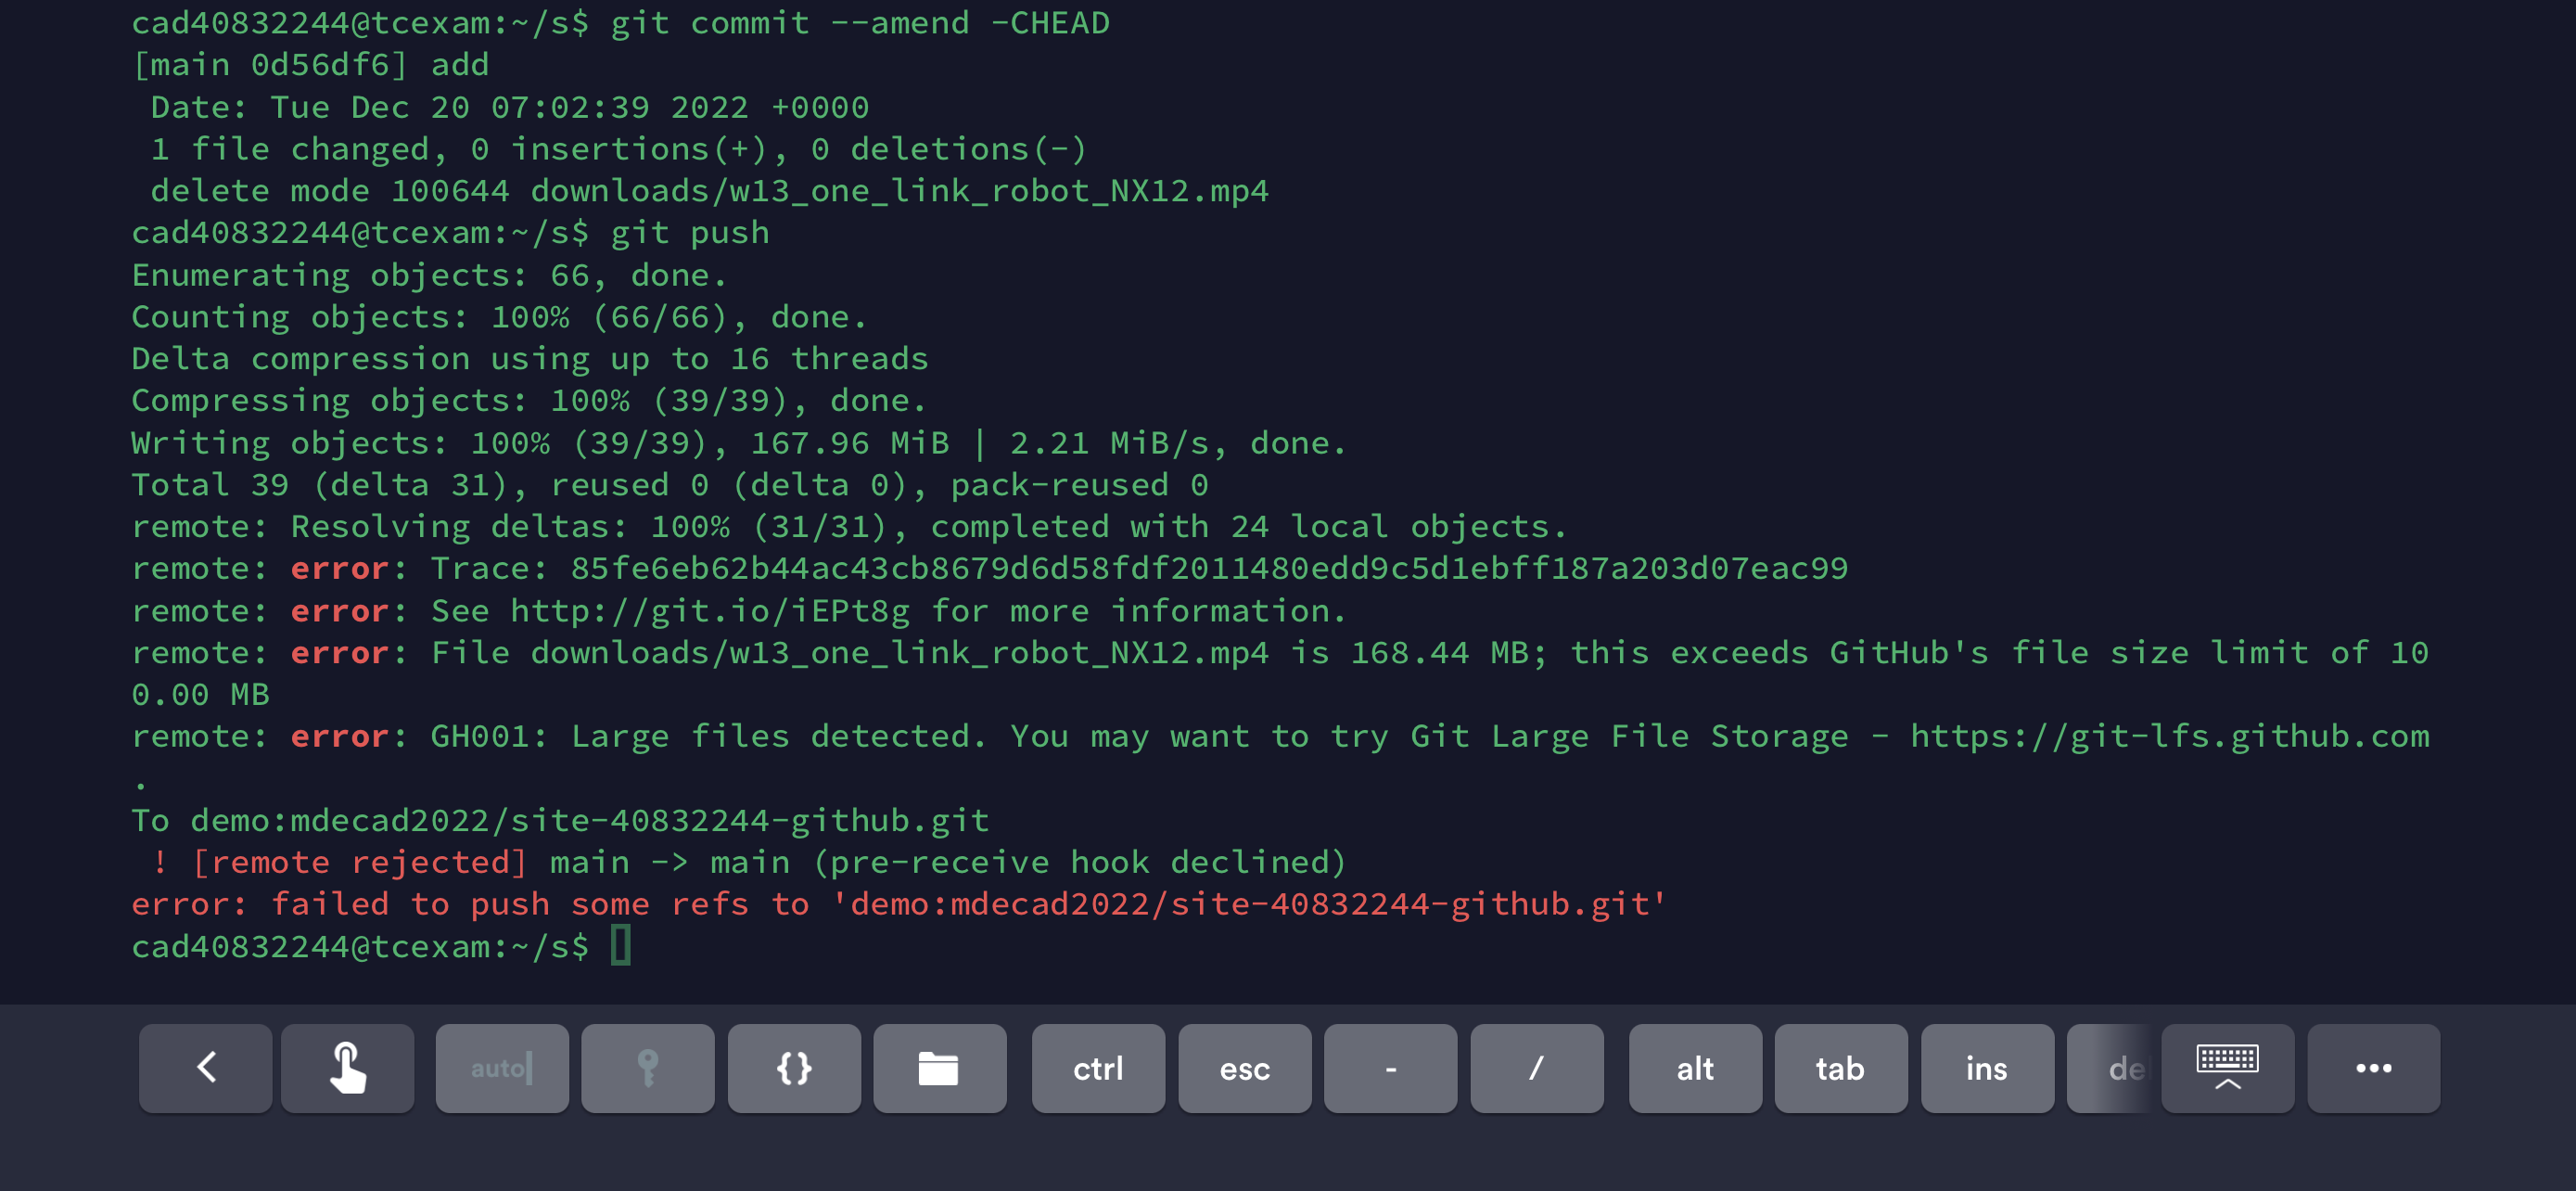 cad40832244@tcexam:~/s$ git commit --amend -CHEAD
[main 0d56df6] add
 Date: Tue Dec 20 07:02:39 2022 +0000
 1 file changed, 0 insertions(+), 0 deletions(-)
 delete mode 100644 downloads/w13_one_link_robot_NX12.mp4
cad40832244@tcexam:~/s$ git push
Enumerating objects: 66, done.
Counting objects: 100% (66/66), done.
Delta compression using up to 16 threads
Compressing objects: 100% (39/39), done.
Writing objects: 100% (39/39), 167.96 MiB | 2.21 MiB/s, done.
Total 39 (delta 31), reused 0 (delta 0), pack-reused 0
remote: Resolving deltas: 100% (31/31), completed with 24 local objects.
remote: error: Trace: 85fe6eb62b44ac43cb8679d6d58fdf2011480edd9c5d1ebff187a203d07eac99
remote: error: See http://git.io/iEPt8g for more information.
remote: error: File downloads/w13_one_link_robot_NX12.mp4 is 168.44 MB; this exceeds GitHub's file size limit of 10
0.00 MB
remote: error: GH001: Large files detected. You may want to try Git Large File Storage - https://git-lfs.github.com
.
To demo:mdecad2022/site-40832244-github.git
 ! [remote rejected] main -> main (pre-receive hook declined)
error: failed to push some refs to 'demo:mdecad2022/site-40832244-github.git'
cad40832244@tcexam:~/s$
auto {} ctrl esc - / alt tab ins de